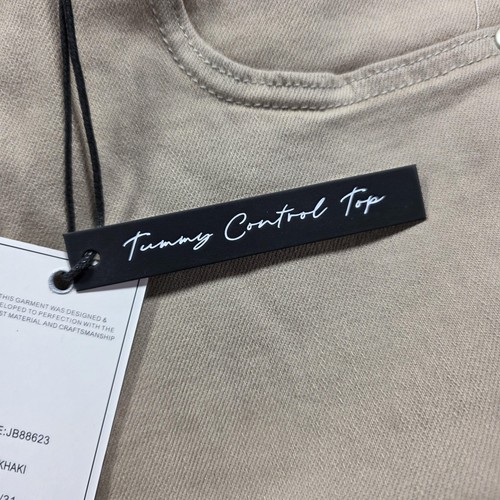 Tummy Control Top
THIS GARMENT WAS DESIGNED &
ELOPED TO PERFECTION WITH THE
ST MATERIAL AND CRAFTSMANSHIP
E:JB88623
KHAKI